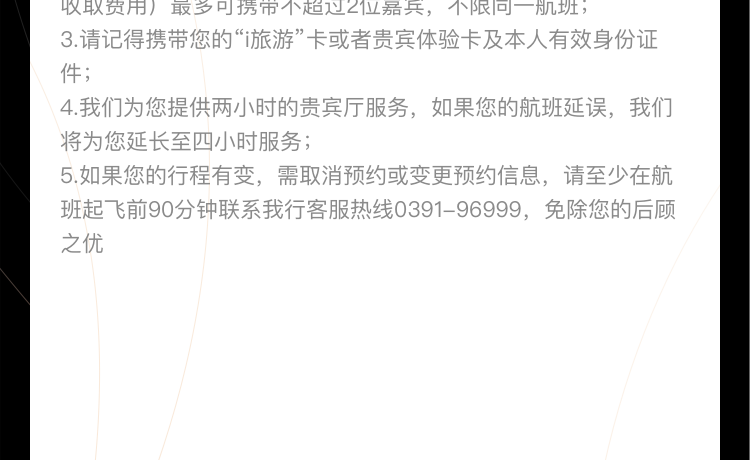 收取费用）最多可携带不超过2位嘉宾，不限同一航班；
3.请记得携带您的“i旅游”卡或者贵宾体验卡及本人有效身份证
件；
4.我们为您提供两小时的贵宾厅服务，如果您的航班延误，我们
将为您延长至四小时服务；
5.如果您的行程有变，需取消预约或变更预约信息，请至少在航
班起飞前90分钟联系我行客服热线0391-96999，免除您的后顾
之优